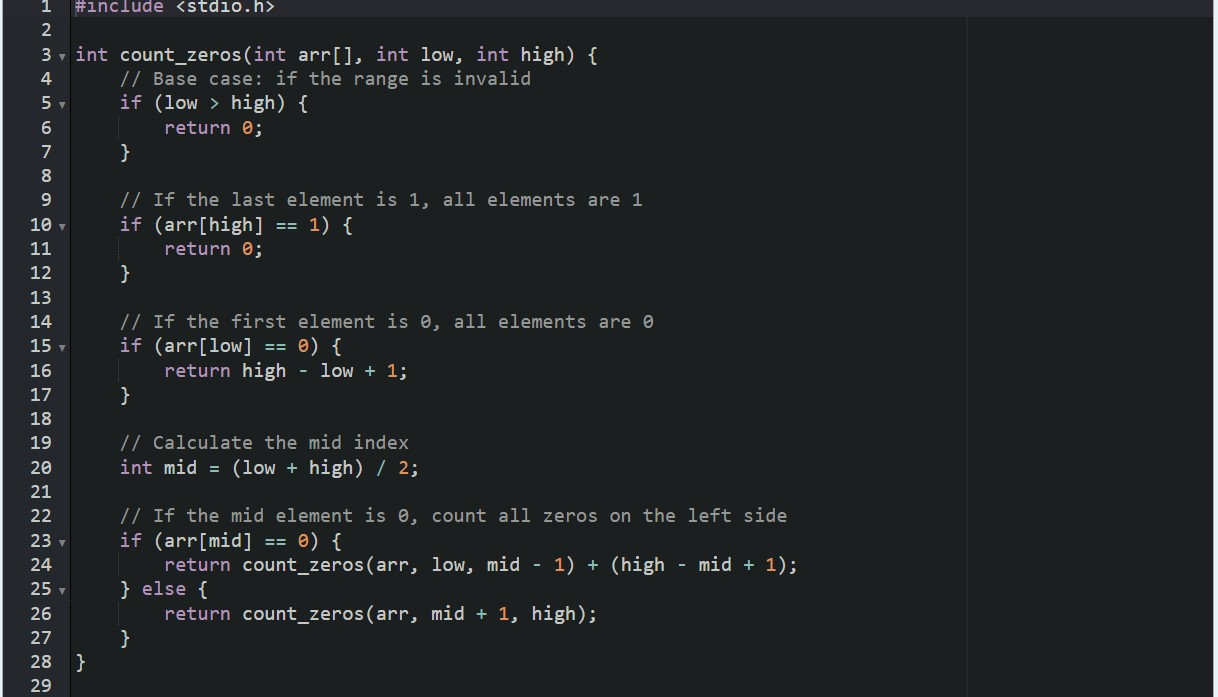 1 #include <stdio.h>
2
3 int count_zeros(int arr[], int low, int high) {
4     // Base case: if the range is invalid
5     if (low > high) {
6         return 0;
7     }
8
9     // If the last element is 1, all elements are 1
10     if (arr[high] == 1) {
11         return 0;
12     }
13
14     // If the first element is 0, all elements are 0
15     if (arr[low] == 0) {
16         return high - low + 1;
17     }
18
19     // Calculate the mid index
20     int mid = (low + high) / 2;
21
22     // If the mid element is 0, count all zeros on the left side
23     if (arr[mid] == 0) {
24         return count_zeros(arr, low, mid - 1) + (high - mid + 1);
25     } else {
26         return count_zeros(arr, mid + 1, high);
27     }
28 }
29